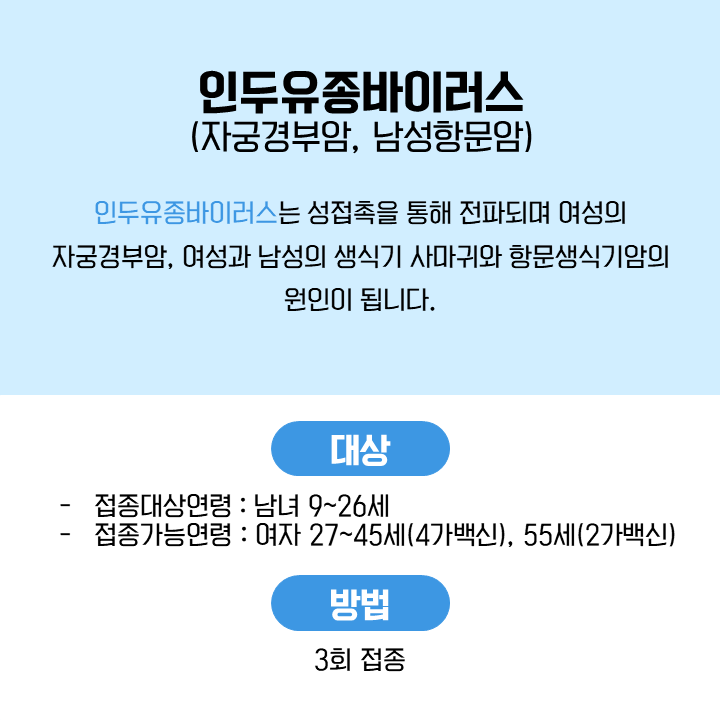 인두유종바이러스
(자궁경부암, 남성항문암)
인두유종바이러스는 성접촉을 통해 전파되며 여성의
자궁경부암, 여성과 남성의 생식기 사마귀와 항문생식기암의
원인이 됩니다.
대상
- 접종대상연령 : 남녀 9~26세
- 접종가능연령 : 여자 27~45세(4가백신), 55세(2가백신)
방법
3회 접종